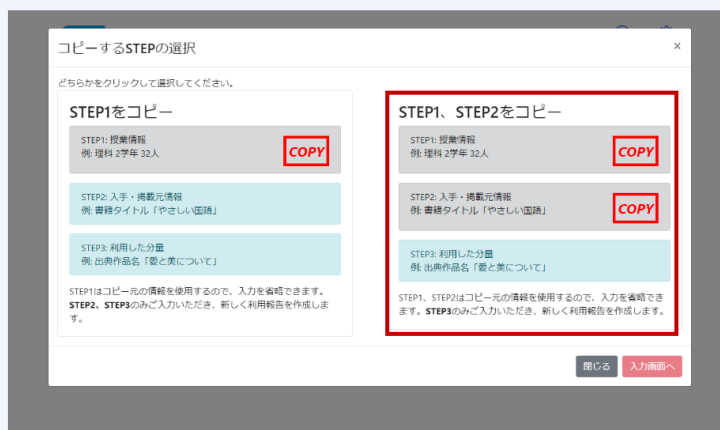 コピーするSTEPの選択
×
どちらかをクリックして選択してください。
STEP1をコピー
STEP1: 授業情報
例: 理科 2学年 32人
COPY
STEP2: 入手・掲載元情報
例: 書籍タイトル「やさしい国語」
STEP3: 利用した分量
例: 出典作品名「愛と美について」
STEP1はコピー元の情報を使用するので、入力を省略できます。
STEP2、STEP3のみご入力いただき、新しく利用報告を作成しま
す。
STEP1、STEP2をコピー
STEP1: 授業情報
例: 理科 2学年 32人
COPY
STEP2: 入手・掲載元情報
例: 書籍タイトル「やさしい国語」
COPY
STEP3: 利用した分量
例: 出典作品名「愛と美について」
STEP1、STEP2はコピー元の情報を使用するので、入力を省略でき
ます。STEP3のみご入力いただき、新しく利用報告を作成します。
閉じる
入力画面へ